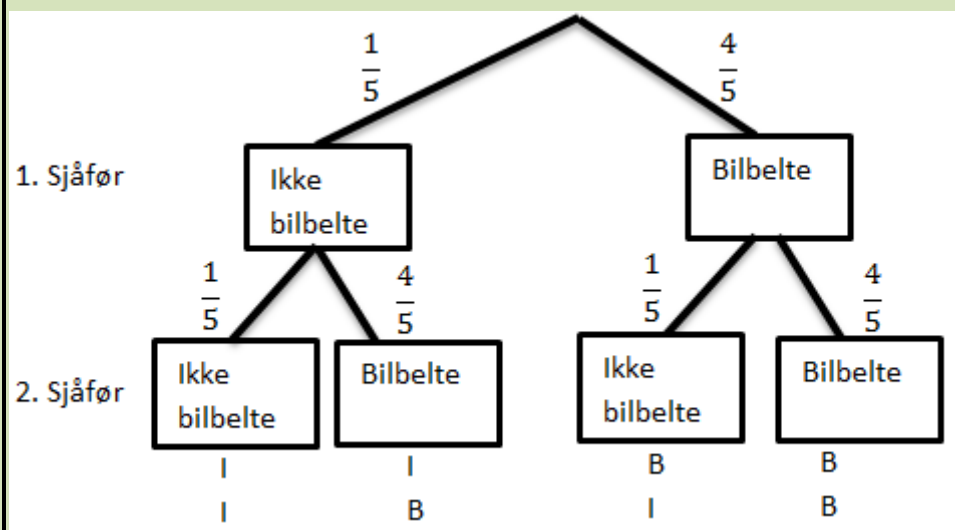 1/5 4/5
1. Sjåfør
Ikke
bilbelte
Bilbelte
1/5 4/5 1/5 4/5
2. Sjåfør
Ikke
bilbelte
Bilbelte
Ikke
bilbelte
Bilbelte
I I B B
I B I B